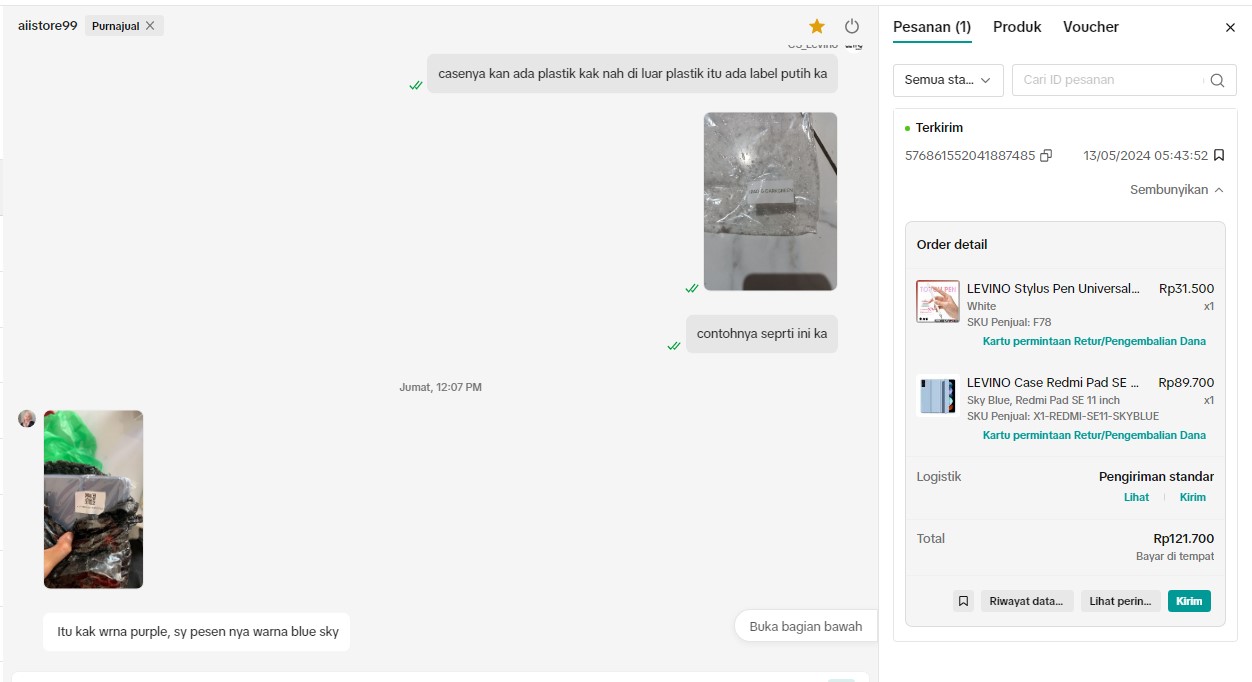 aiistore99
Purnajual
casenya kan ada plastik kak nah di luar plastik itu ada label putih ka
contohnya seprti ini ka
Jumat, 12:07 PM
Itu kak wrna purple, sy pesen nya warna blue sky
Buka bagian bawah
Pesanan (1) Produk Voucher
Semua sta... Cari ID pesanan
Terkirim
576861552041887485 13/05/2024 05:43:52
Sembunyikan
Order detail
LEVINO Stylus Pen Universal... Rp31.500
White x1
SKU Penjual: F78
Kartu permintaan Retur/Pengembalian Dana
LEVINO Case Redmi Pad SE ... Rp89.700
Sky Blue, Redmi Pad SE 11 inch x1
SKU Penjual: X1-REDMI-SE11-SKYBLUE
Kartu permintaan Retur/Pengembalian Dana
Logistik Pengiriman standar
Lihat Kirim
Total Rp121.700
Bayar di tempat
Riwayat data... Lihat perin... Kirim